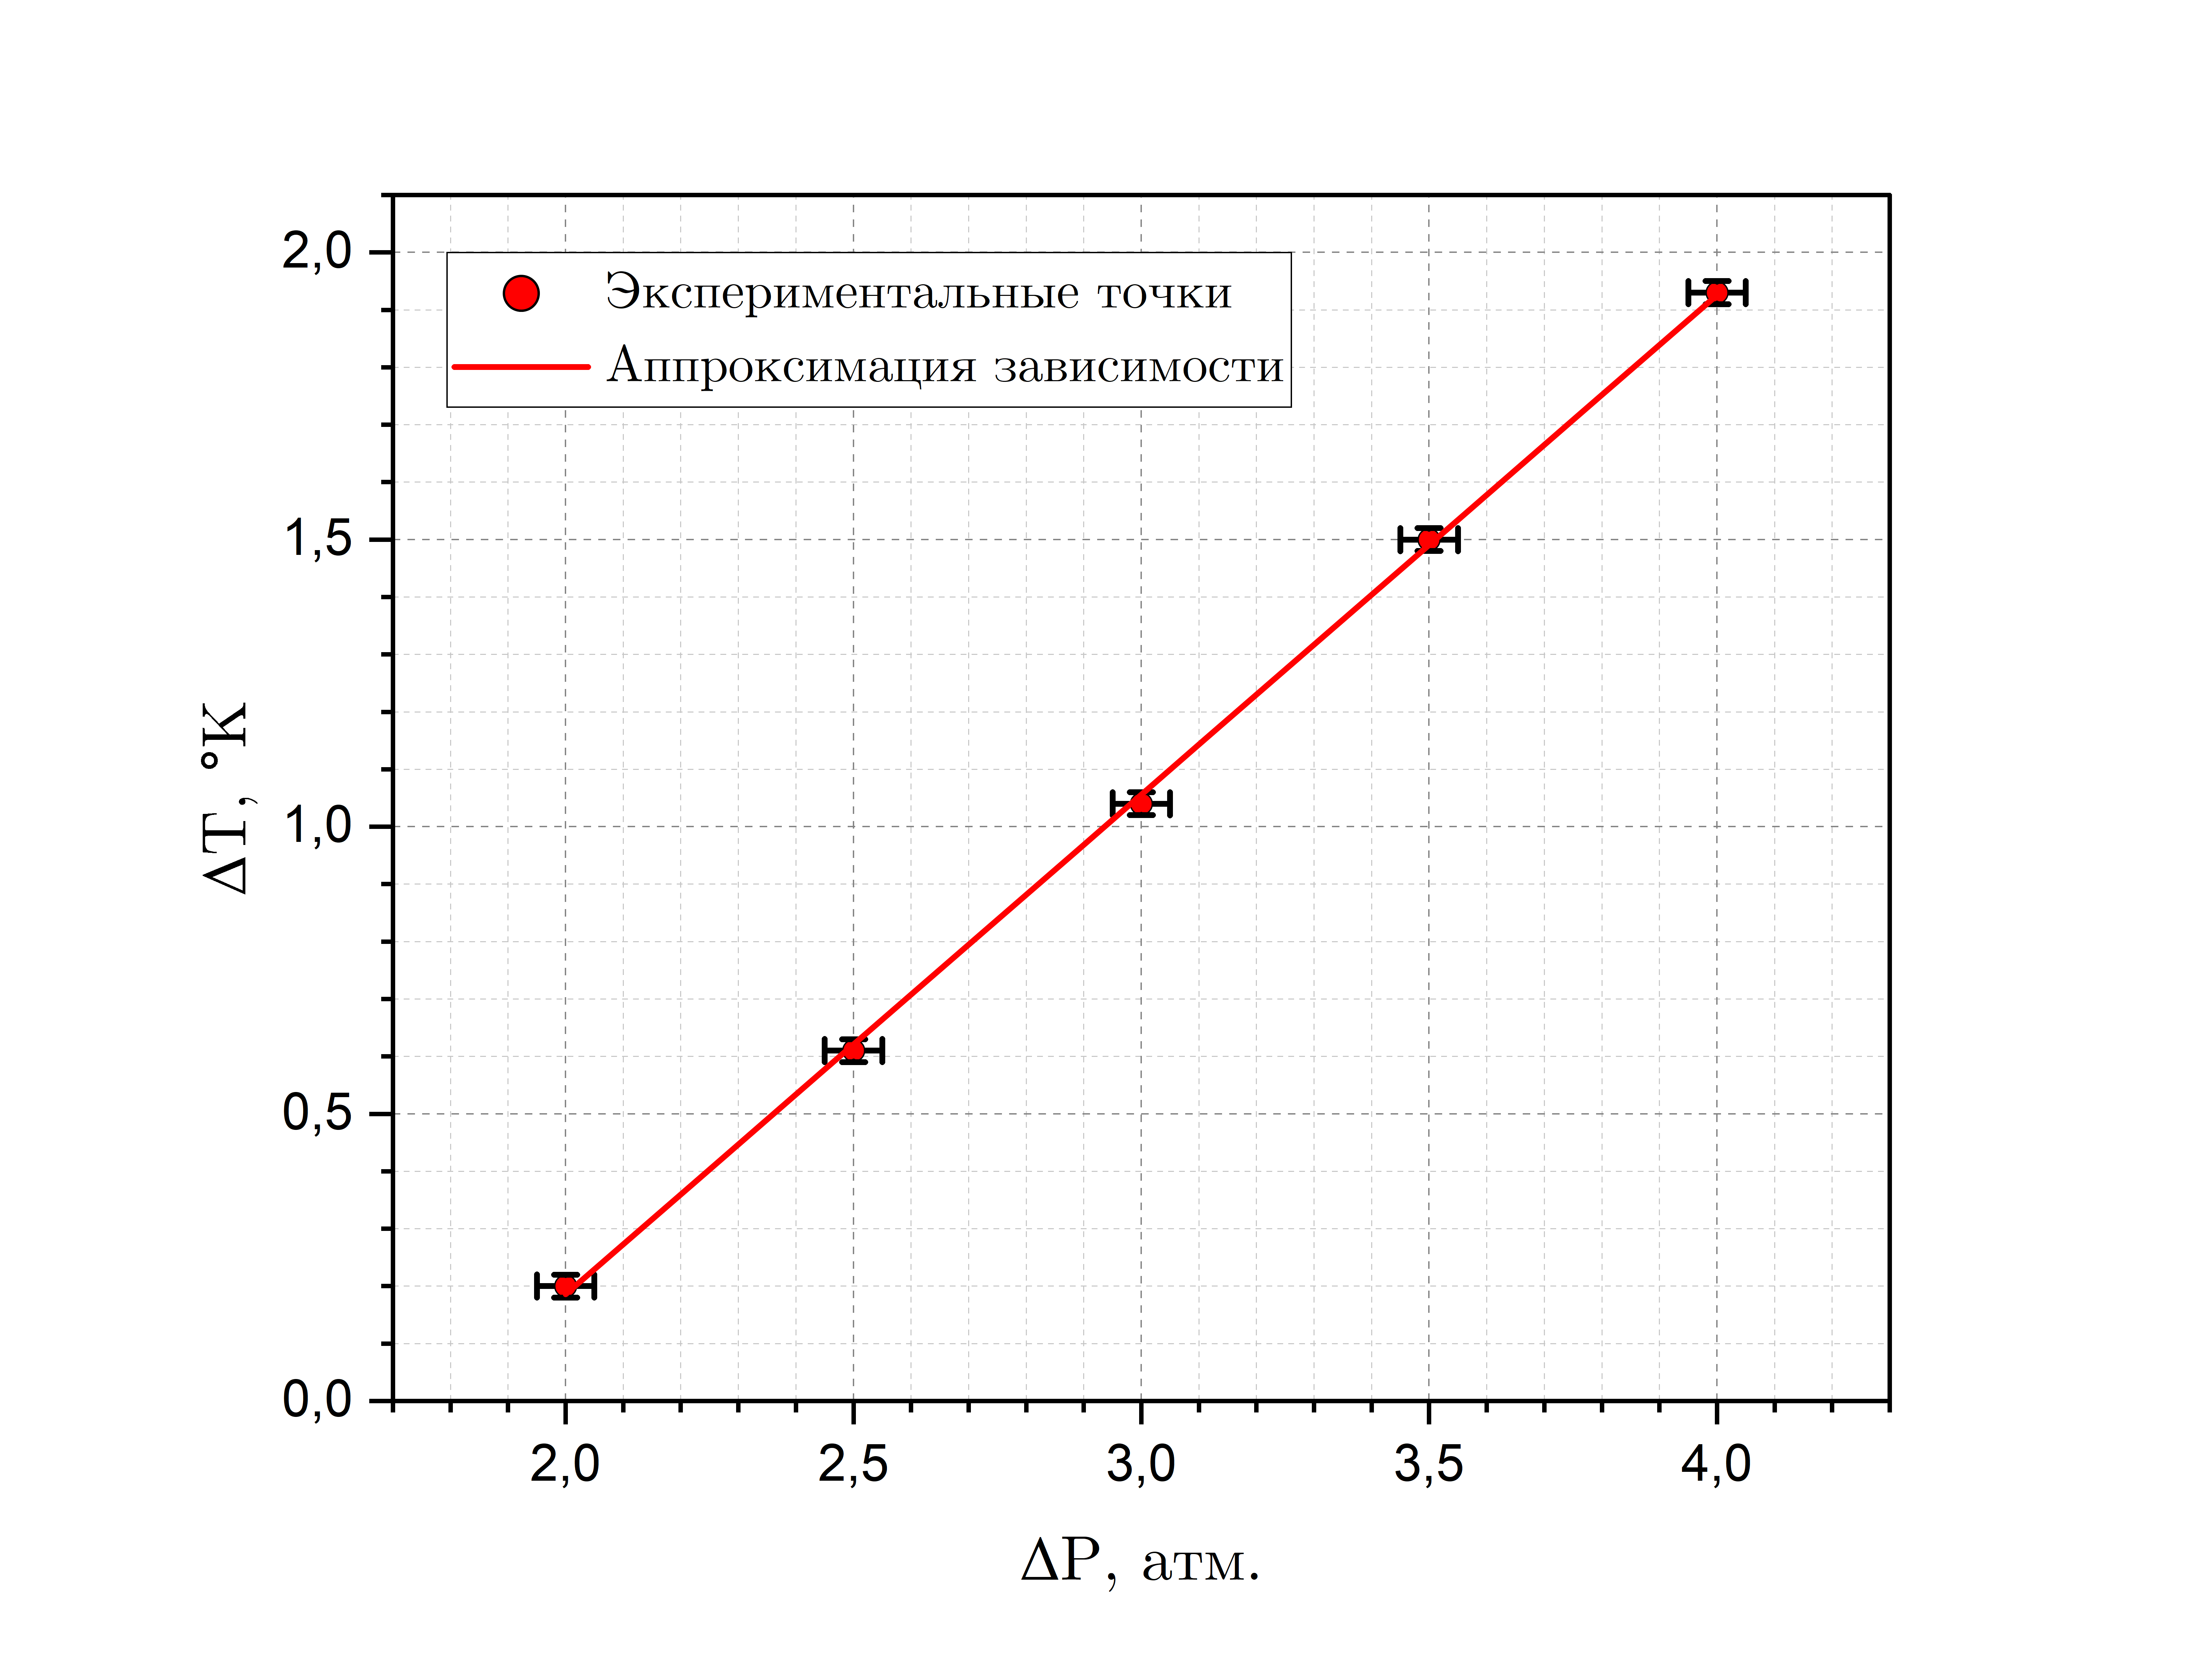 2,0
1,5
1,0
0,5
0,0
ΔT, °K
Экспериментальные точки
Аппроксимация зависимости
2,0 2,5 3,0 3,5 4,0
ΔP, атм.